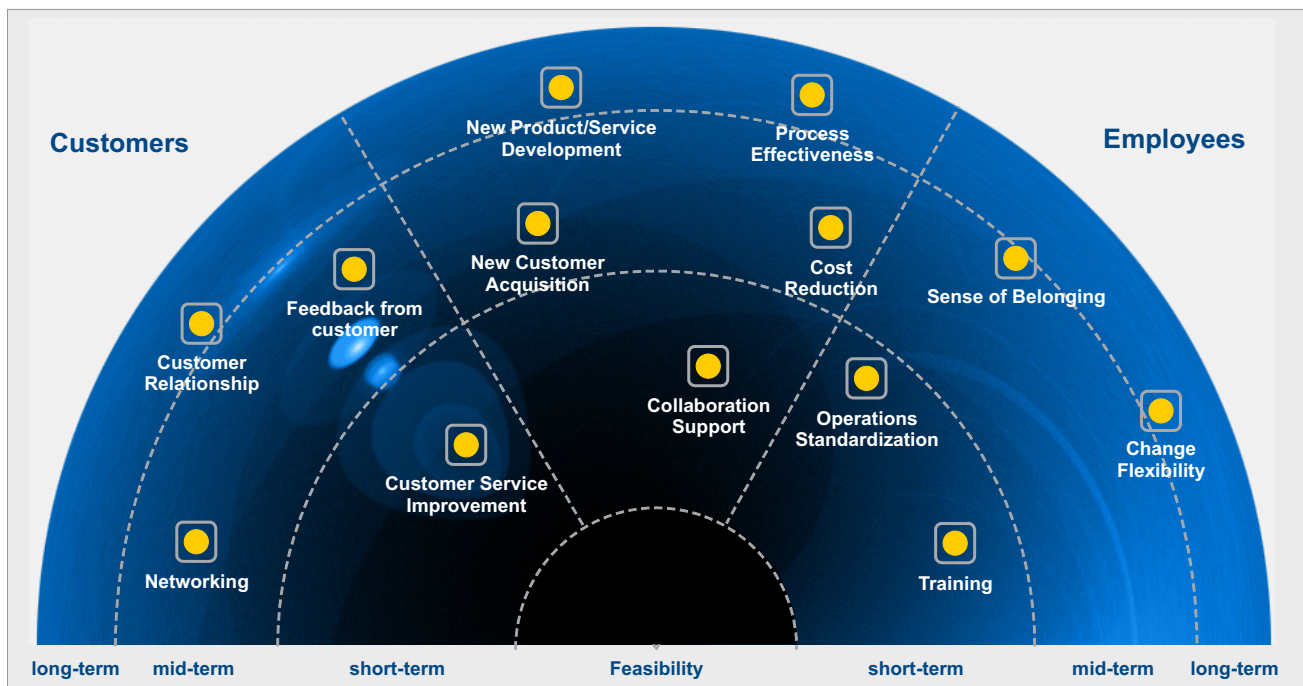 Customers
Employees
New Product/Service
Development
Process
Effectiveness
New Customer
Acquisition
Cost
Reduction
Feedback from
customer
Sense of Belonging
Customer
Relationship
Collaboration
Support
Operations
Standardization
Change
Flexibility
Customer Service
Improvement
Networking
Training
long-term
mid-term
short-term
Feasibility
short-term
mid-term
long-term